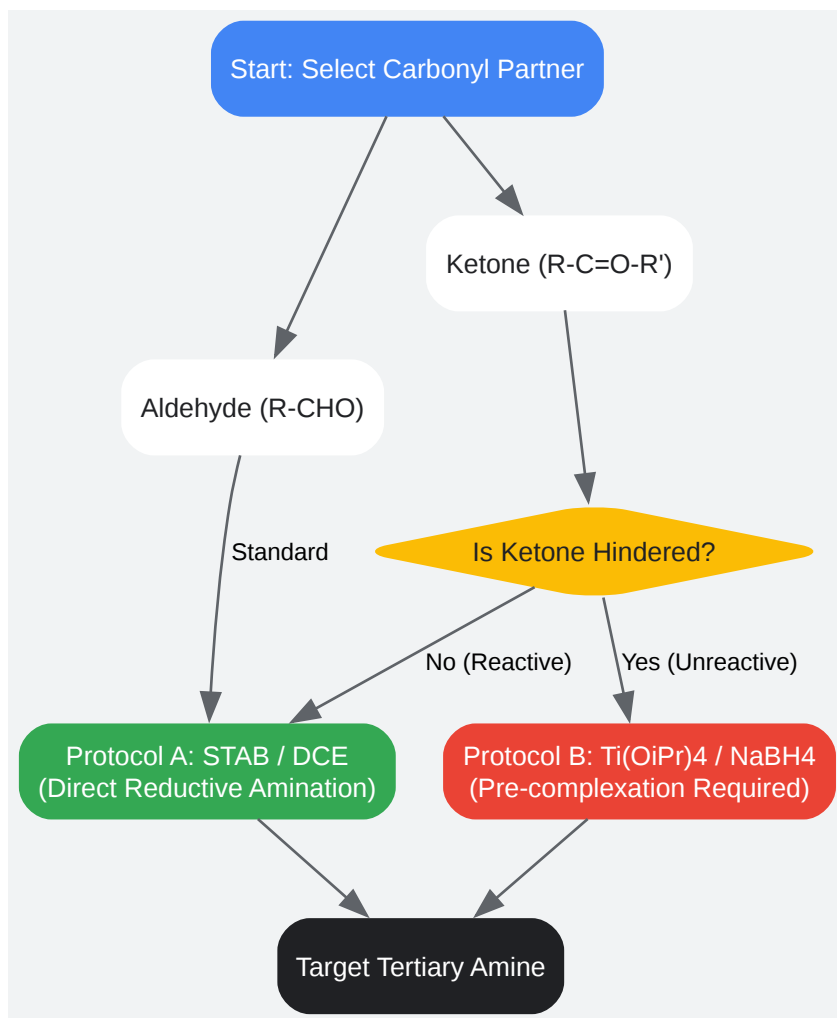 Start: Select Carbonyl Partner
Ketone (R-C=O-R')
Aldehyde (R-CHO)
Standard
Is Ketone Hindered?
No (Reactive)
Yes (Unreactive)
Protocol A: STAB / DCE
(Direct Reductive Amination)
Protocol B: Ti(OiPr)4 / NaBH4
(Pre-complexation Required)
Target Tertiary Amine